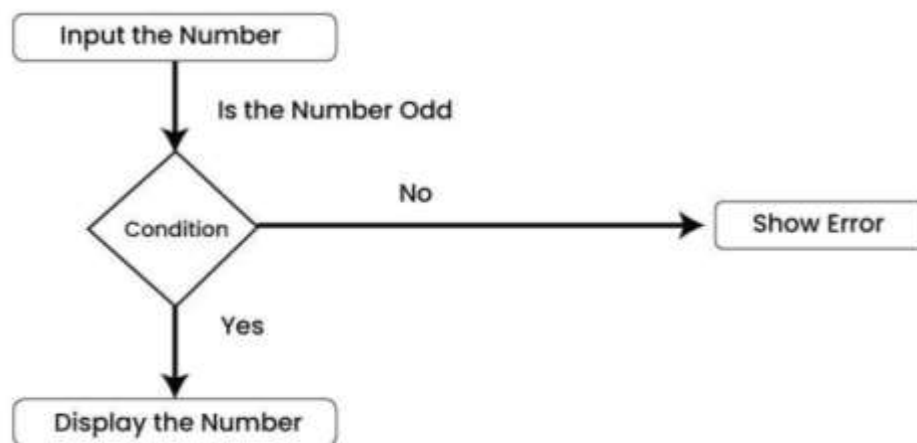 Input the Number
Is the Number Odd
No
Condition
Show Error
Yes
Display the Number